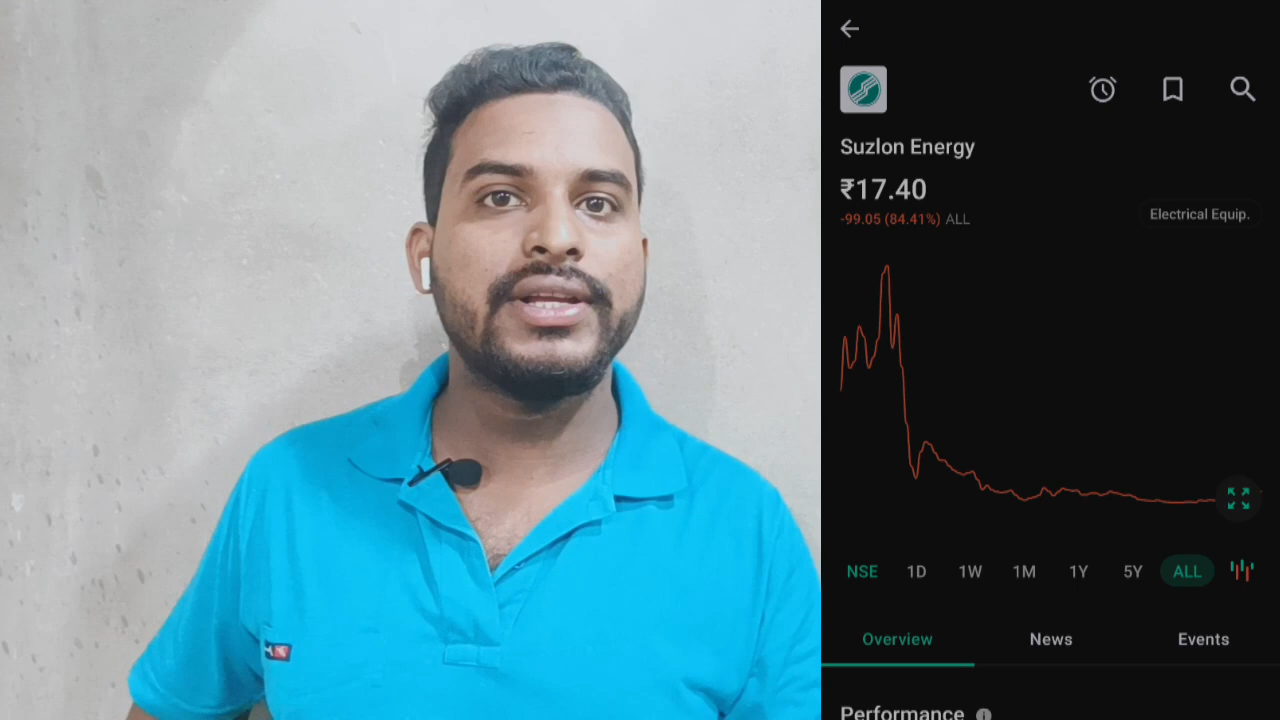 Suzlon Energy
₹17.40
-99.05 (84.41%) ALL
Electrical Equip.
NSE 1D 1W 1M 1Y 5Y ALL
Overview News Events
Performance